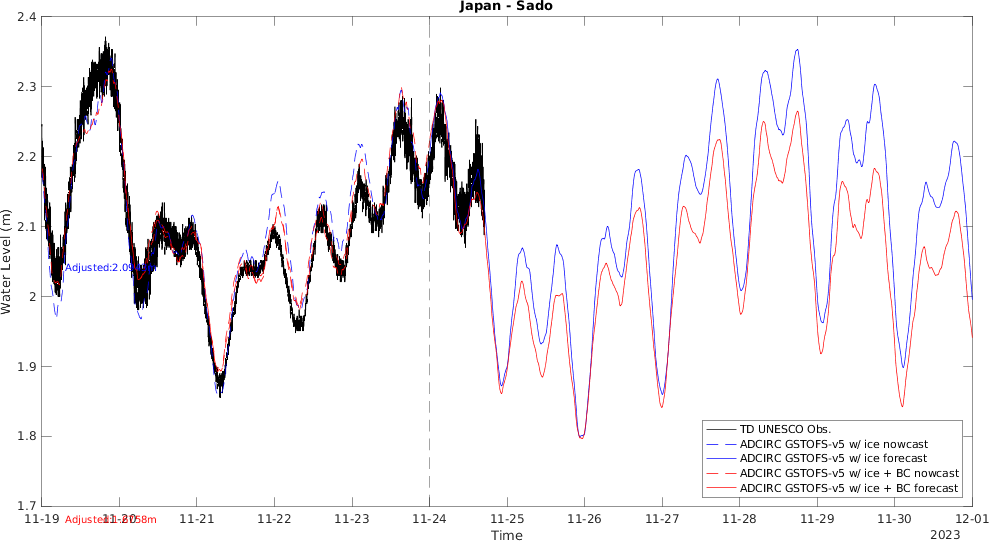 Japan - Sado
Water Level (m)
2.4
2.3
2.2
2.1
2
1.9
1.8
1.7
TD UNESCO Obs.
ADCIRC GSTOFS-v5 w/ ice nowcast
ADCIRC GSTOFS-v5 w/ ice forecast
ADCIRC GSTOFS-v5 w/ ice + BC nowcast
ADCIRC GSTOFS-v5 w/ ice + BC forecast
11-19 11-20 11-21 11-22 11-23 11-24 11-25 11-26 11-27 11-28 11-29 11-30 12-01
Time
2023